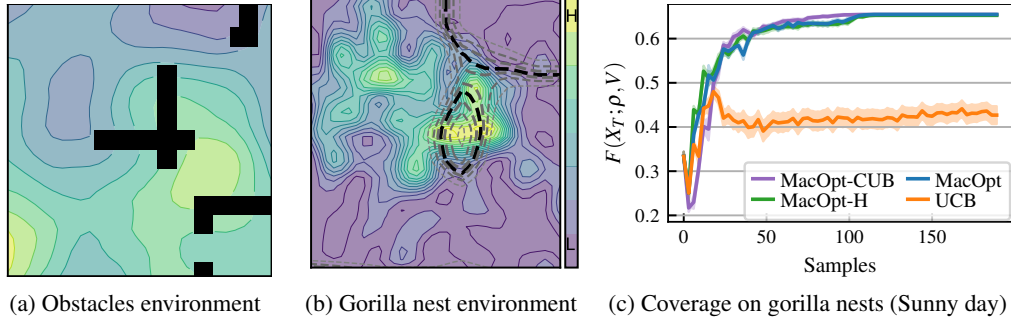 H
L
F(X_T; ρ, V)
0.6
0.5
0.4
0.3
0.2
MacOpt-CUB
MacOpt
MacOpt-H
UCB
0 50 100 150
Samples
(a) Obstacles environment
(b) Gorilla nest environment
(c) Coverage on gorilla nests (Sunny day)